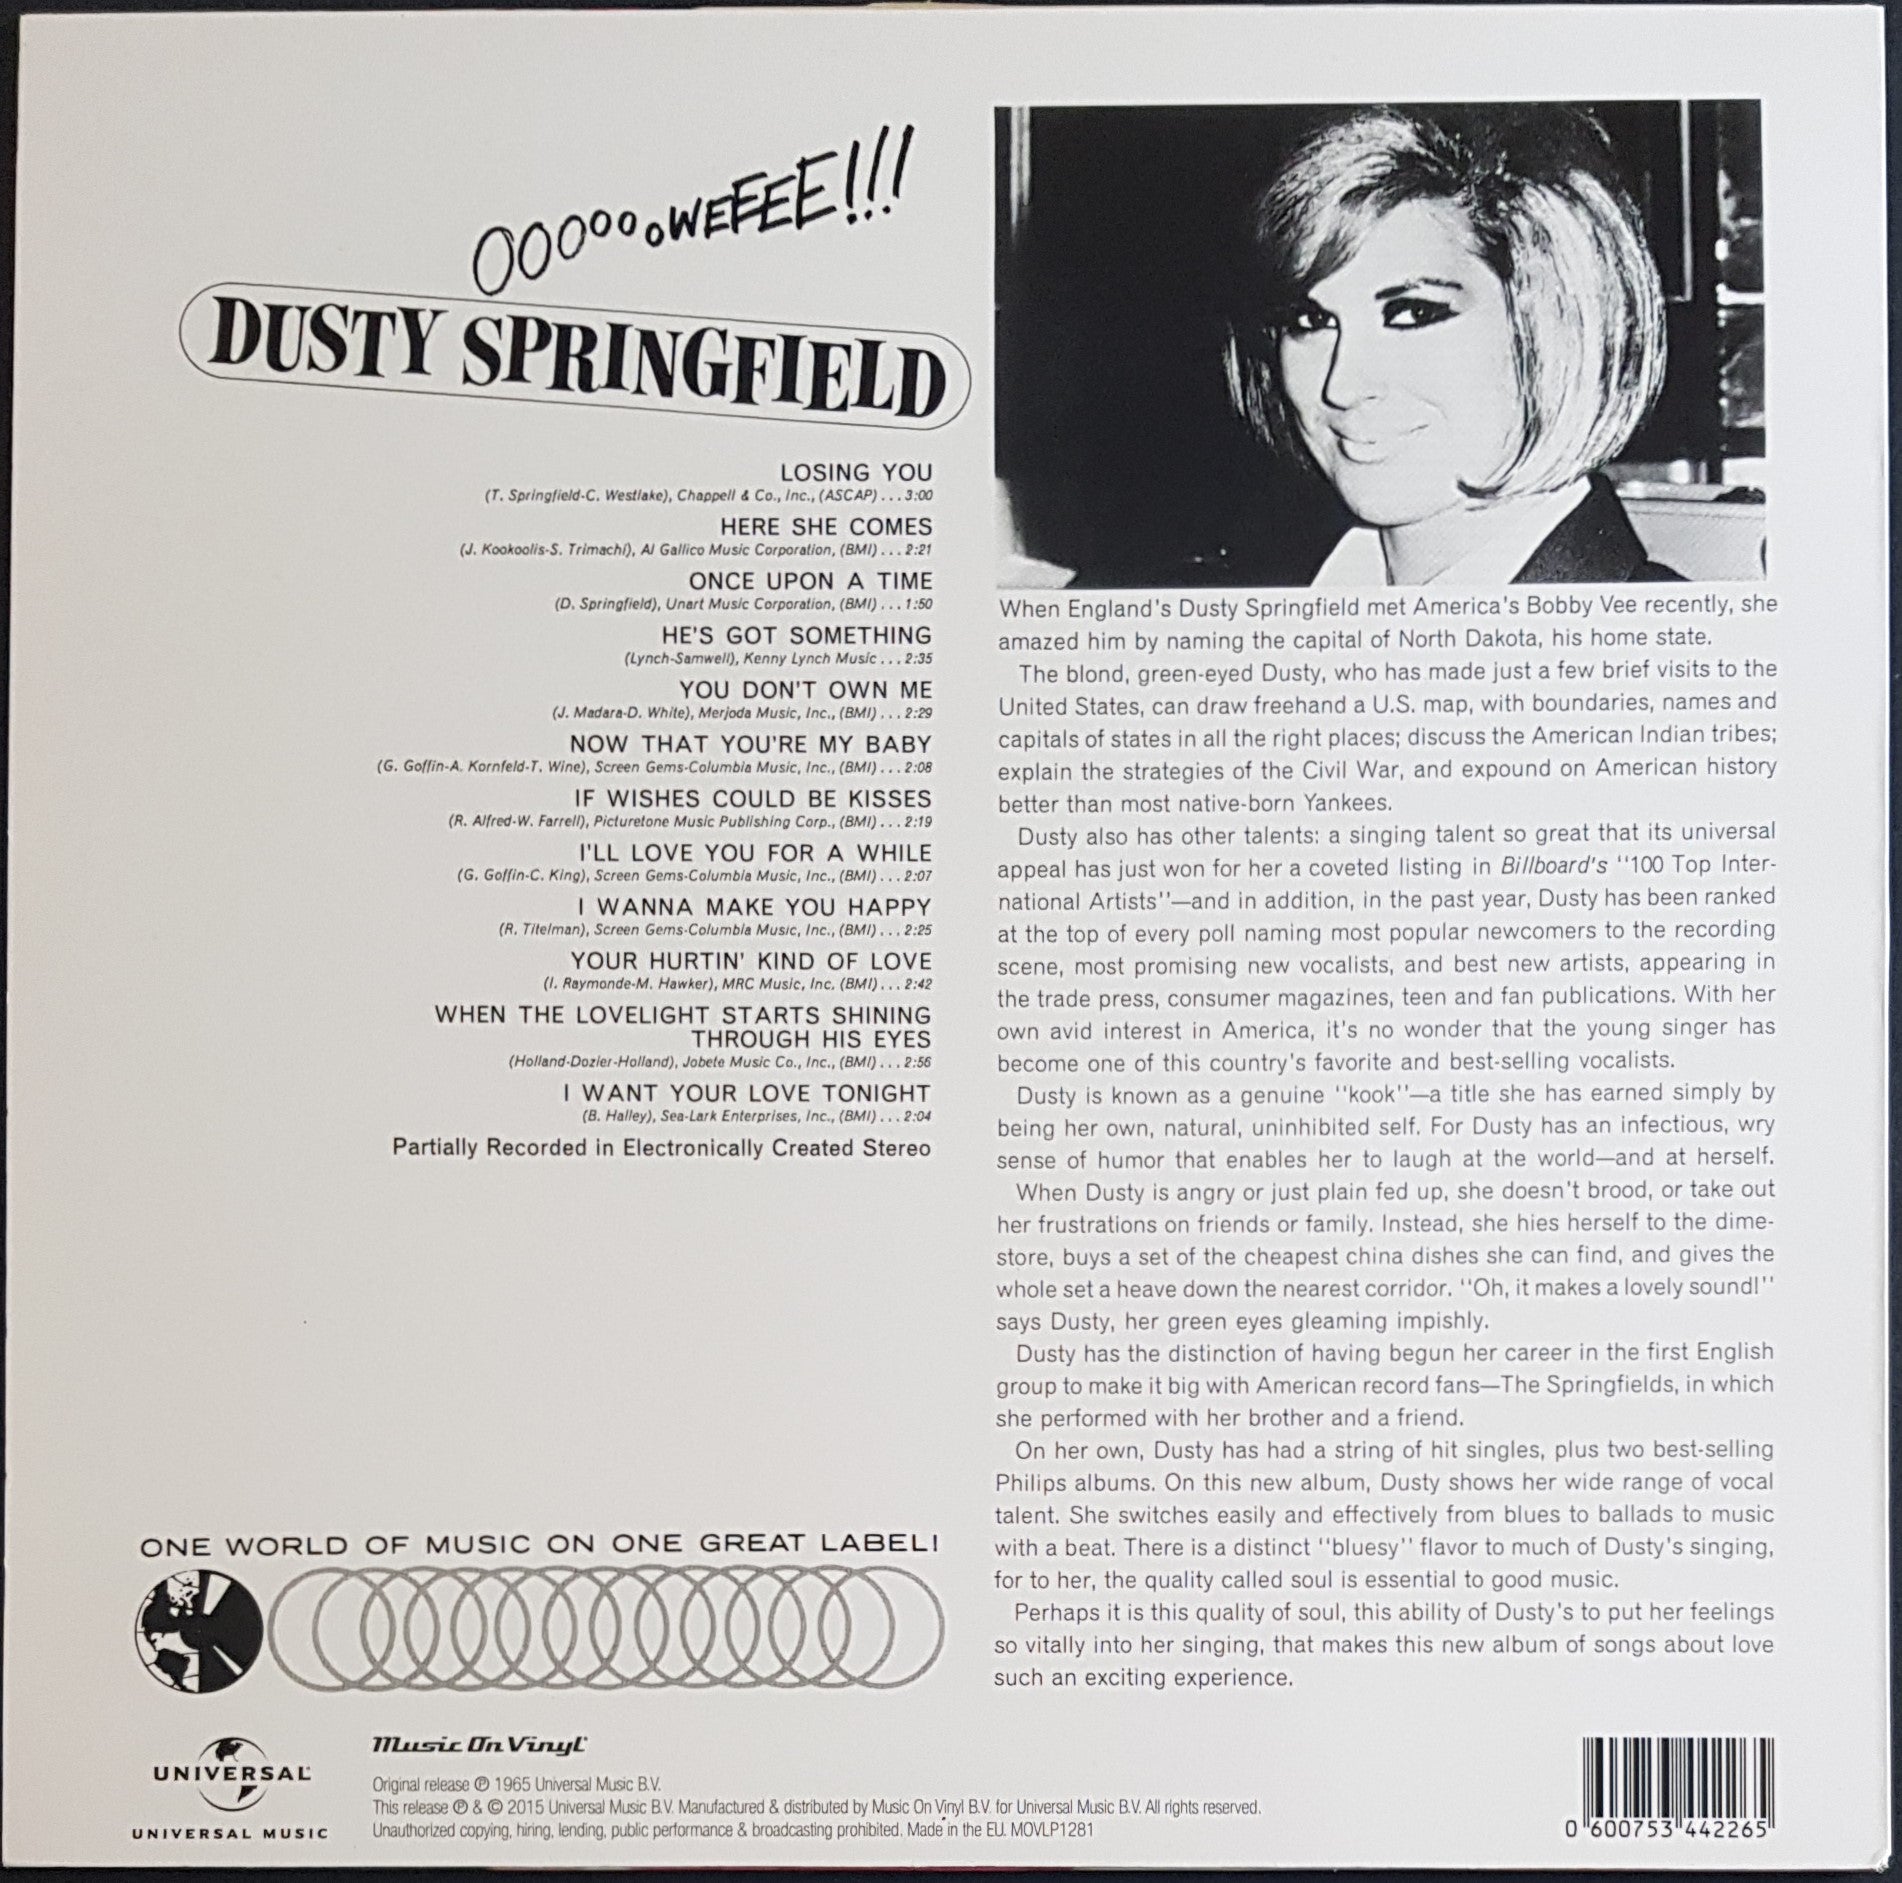 OOOOOOWEEEEE!!!
DUSTY SPRINGFIELD
LOSING YOU
(T. Springfield-C. Westlake), Chappell & Co., Inc., (ASCAP) . . . 3:00
HERE SHE COMES
(J. Kookoolis-S. Trimachi), Al Gallico Music Corporation, (BMI) . . . 2:21
ONCE UPON A TIME
(D. Springfield), Unart Music Corporation, (BMI) . . . 1:50
HE'S GOT SOMETHING
(Lynch-Samwell), Kenny Lynch Music . . . 2:35
YOU DON'T OWN ME
(J. Madara-D. White), Merjoda Music, Inc., (BMI) . . . 2:29
NOW THAT YOU'RE MY BABY
(G. Goffin-A. Kornfeld-T. Wine), Screen Gems-Columbia Music, Inc., (BMI) . . . 2:08
IF WISHES COULD BE KISSES
(R. Alfred-W. Farrell), Picturetone Music Publishing Corp., (BMI) . . . 2:19
I'LL LOVE YOU FOR A WHILE
(G. Goffin-C. King), Screen Gems-Columbia Music, Inc., (BMI) . . . 2:07
I WANNA MAKE YOU HAPPY
(R. Titelman), Screen Gems-Columbia Music, Inc., (BMI) . . . 2:25
YOUR HURTIN' KIND OF LOVE
(I. Raymonde-M. Hawker), MRC Music, Inc. (BMI) . . . 2:42
WHEN THE LOVELIGHT STARTS SHINING
THROUGH HIS EYES
(Holland-Dozier-Holland), Jobete Music Co., Inc., (BMI) . . . 2:56
I WANT YOUR LOVE TONIGHT
(B. Halley), Sea-Lark Enterprises, Inc., (BMI) . . . 2:04
Partially Recorded in Electronically Created Stereo
When England's Dusty Springfield met America's Bobby Vee recently, she
amazed him by naming the capital of North Dakota, his home state.
The blond, green-eyed Dusty, who has made just a few brief visits to the
United States, can draw freehand a U.S. map, with boundaries, names and
capitals of states in all the right places; discuss the American Indian tribes;
explain the strategies of the Civil War, and expound on American history
better than most native-born Yankees.
Dusty also has other talents: a singing talent so great that its universal
appeal has just won for her a coveted listing in Billboard's "100 Top Inter-
national Artists"—and in addition, in the past year, Dusty has been ranked
at the top of every poll naming most popular newcomers to the recording
scene, most promising new vocalists, and best new artists, appearing in
the trade press, consumer magazines, teen and fan publications. With her
own avid interest in America, it's no wonder that the young singer has
become one of this country's favorite and best-selling vocalists.
Dusty is known as a genuine "kook"—a title she has earned simply by
being her own, natural, uninhibited self. For Dusty has an infectious, wry
sense of humor that enables her to laugh at the world—and at herself.
When Dusty is angry or just plain fed up, she doesn't brood, or take out
her frustrations on friends or family. Instead, she hies herself to the dime-
store, buys a set of the cheapest china dishes she can find, and gives the
whole set a heave down the nearest corridor. "Oh, it makes a lovely sound!"
says Dusty, her green eyes gleaming impishly.
Dusty has the distinction of having begun her career in the first English
group to make it big with American record fans—The Springfields, in which
she performed with her brother and a friend.
On her own, Dusty has had a string of hit singles, plus two best-selling
Philips albums. On this new album, Dusty shows her wide range of vocal
talent. She switches easily and effectively from blues to ballads to music
with a beat. There is a distinct "bluesy" flavor to much of Dusty's singing,
for to her, the quality called soul is essential to good music.
Perhaps it is this quality of soul, this ability of Dusty's to put her feelings
so vitally into her singing, that makes this new album of songs about love
such an exciting experience.
ONE WORLD OF MUSIC ON ONE GREAT LABEL!
UNIVERSAL
UNIVERSAL MUSIC
Music On Vinyl
Original release ℗ 1965 Universal Music B.V.
This release ℗ & © 2015 Universal Music B.V. Manufactured & distributed by Music On Vinyl B.V. for Universal Music B.V. All rights reserved.
Unauthorized copying, hiring, lending, public performance & broadcasting prohibited. Made in the EU. MOVLP1281
0 600753 442265